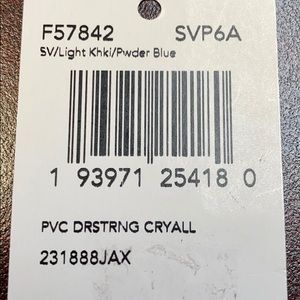 F57842 SVP6A
SV/Light Khki/Pwder Blue
1 93971 25418 0
PVC DRSTRNG CRYALL
231888JAX